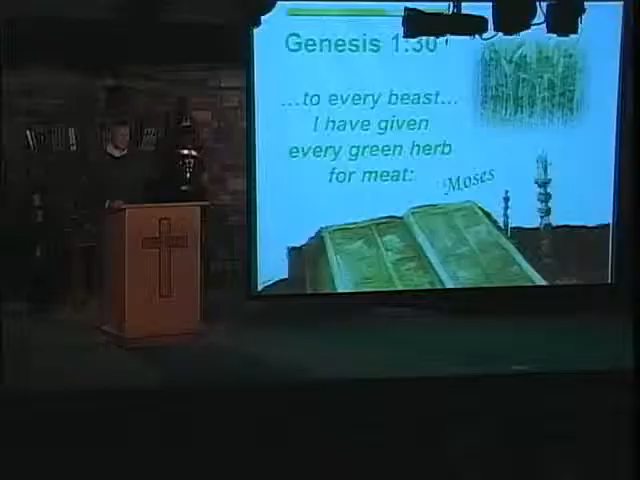 Genesis 1:30
...to every beast...
I have given
every green herb
for meat:
Moses